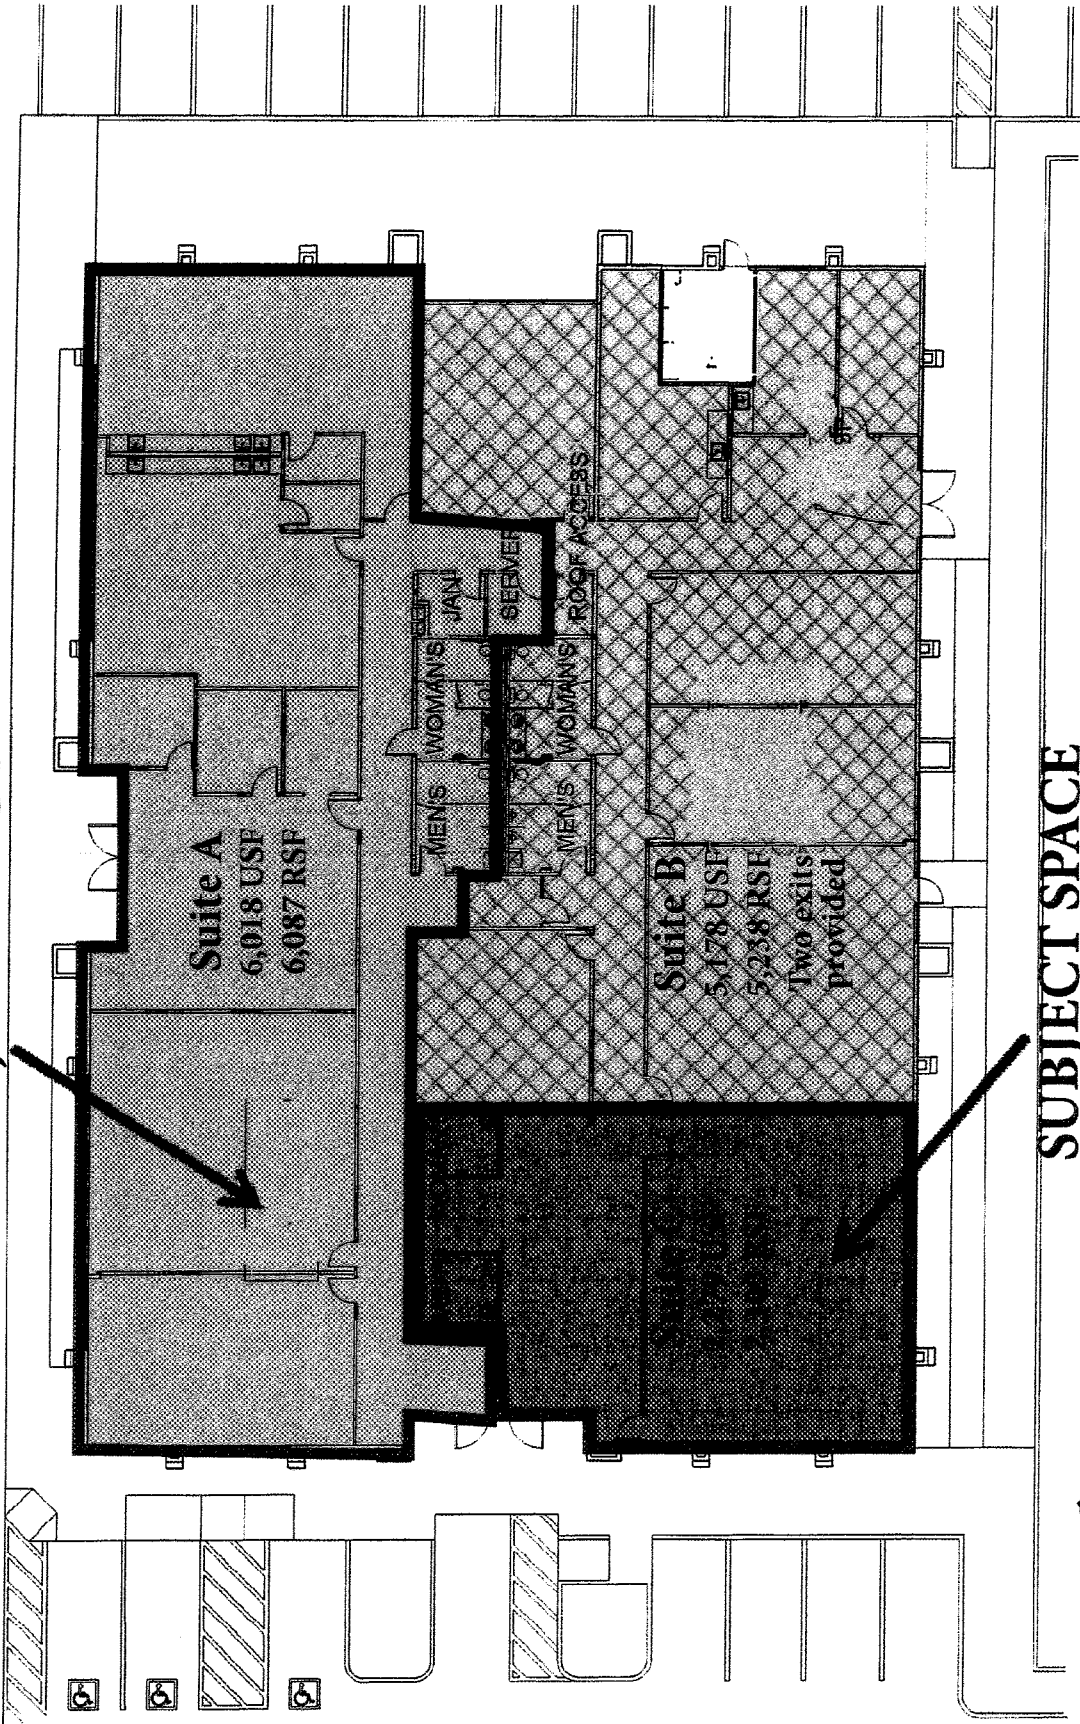 Suite A
6,018 USF
6,087 RSF
MEN'S
WOMAN'S
JAN
SERVER
MEN'S
WOMAN'S
ROOF ACCESS
Suite B
5,178 USF
5,238 RSF
Two exits
provided
Suite C
SUBJECT SPACE